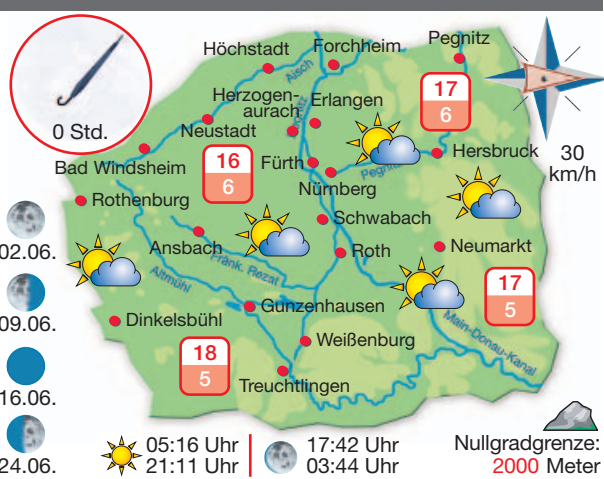 Höchstadt
Forchheim
Pegnitz
Aisch
0 Std.
Herzogen-
aurach
Erlangen
17
6
Neustadt
Bad Windsheim
16
6
Fürth
Pegnitz
Hersbruck
30
km/h
Nürnberg
Rothenburg
Schwabach
02.06.
Ansbach
Fränk. Rezat
Roth
Neumarkt
Altmühl
17
5
09.06.
Gunzenhausen
Dinkelsbühl
Main-Donau-Kanal
Weißenburg
18
5
Treuchtlingen
16.06.
24.06.
05:16 Uhr
21:11 Uhr
17:42 Uhr
03:44 Uhr
Nullgradgrenze:
2000 Meter